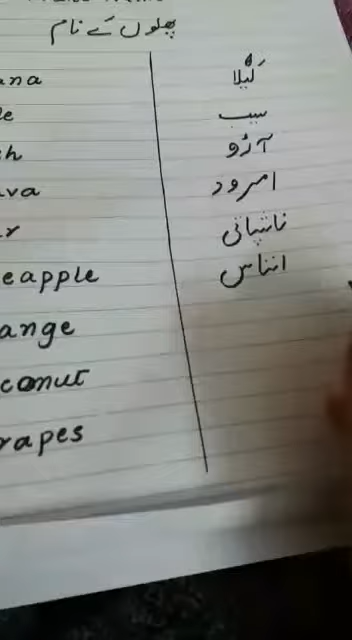 پھلوں کے نام
ana کیلا
le سیب
ch آڑو
ava امرود
r ناشپاتی
eapple انناس
ange
conut
rapes